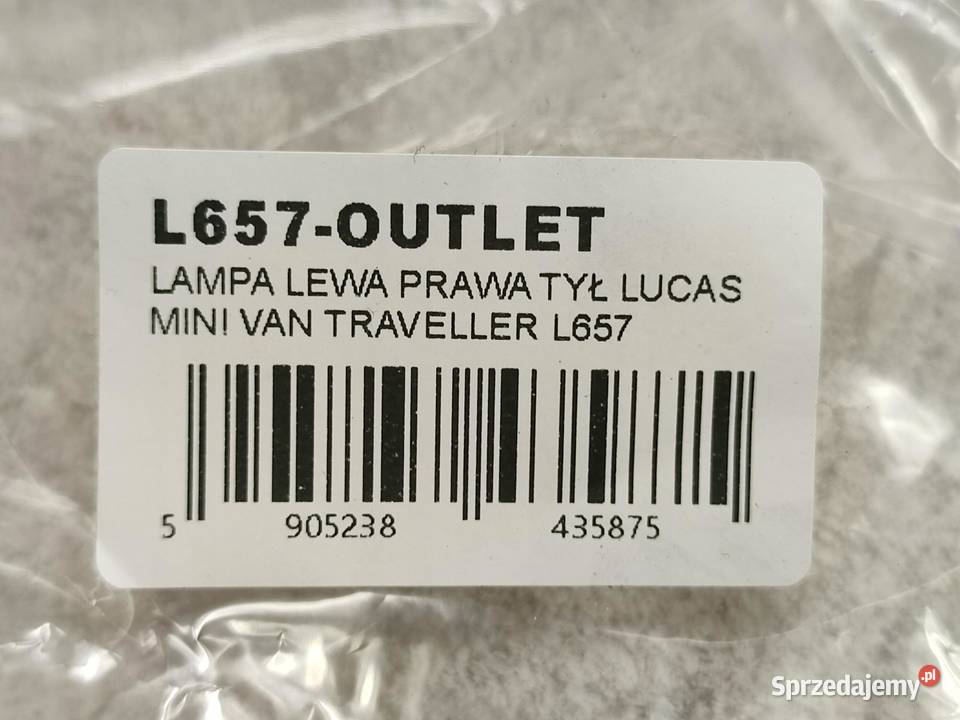 L657-OUTLET
LAMPA LEWA PRAWA TYŁ LUCAS
MINI VAN TRAVELLER L657
5 905238 435875
Sprzedajemy.pl